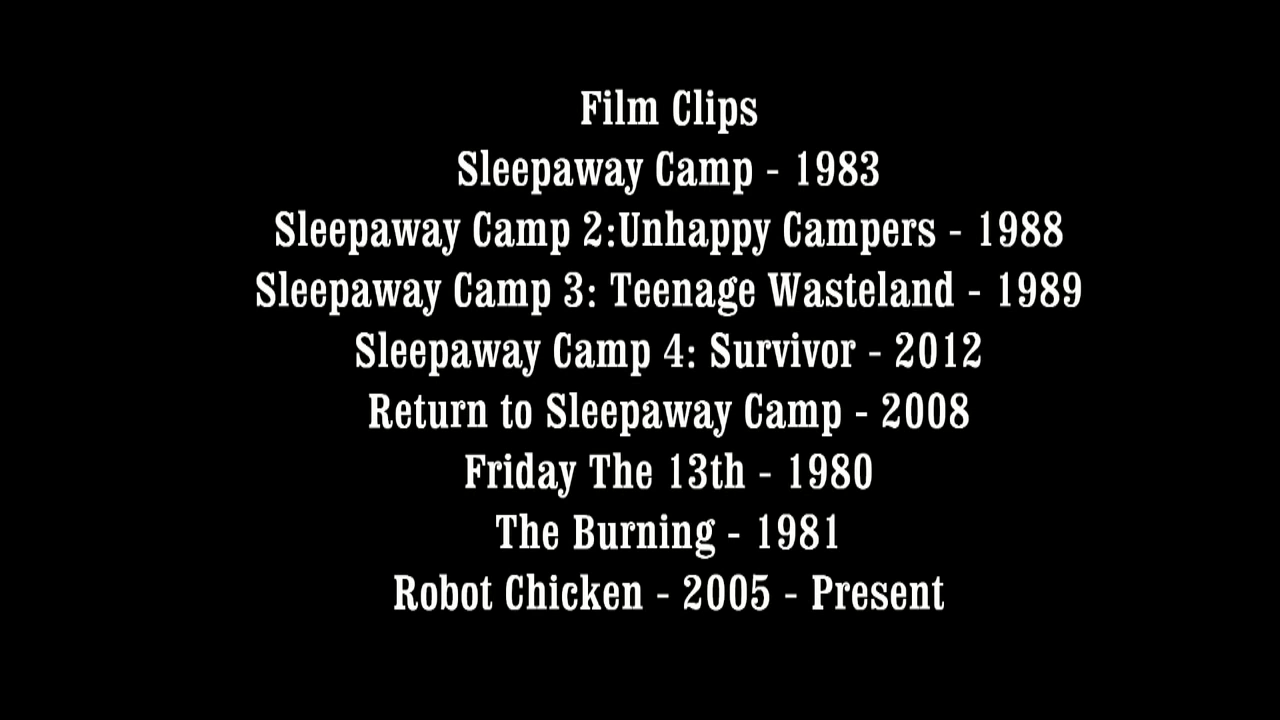 Film Clips
Sleepaway Camp - 1983
Sleepaway Camp 2:Unhappy Campers - 1988
Sleepaway Camp 3: Teenage Wasteland - 1989
Sleepaway Camp 4: Survivor - 2012
Return to Sleepaway Camp - 2008
Friday The 13th - 1980
The Burning - 1981
Robot Chicken - 2005 - Present